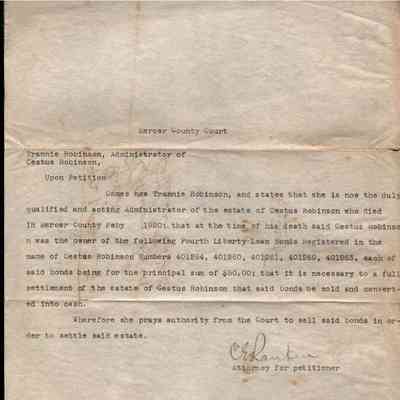 Mercer County Court
Trannie Robinson, Administrator of
Cestus Robinson,
Upon Petition
Comes now Trannie Robinson, and states that she is now the duly
qualified and acting Administrator of the estate of Cestus Robinson who died
in Mercer County Feby 1920; that at the time of his death said Cestus Robinso
n was the owner of the following Fourth Liberty Loan Bonds Registered in the
name of Cestus Robinson Numbers 401264, 401260, 401261, 401260, 401263, each of
said bonds being for the principal sum of $50.00; that it is necessary to a full
settlement of the estate of Cestus Robinson that said bonds be sold and convert-
ed into cash.
Wherefore she prays authority from the Court to sell said bonds in or-
der to settle said estate.
C E Rankin
Attorney for petitioner